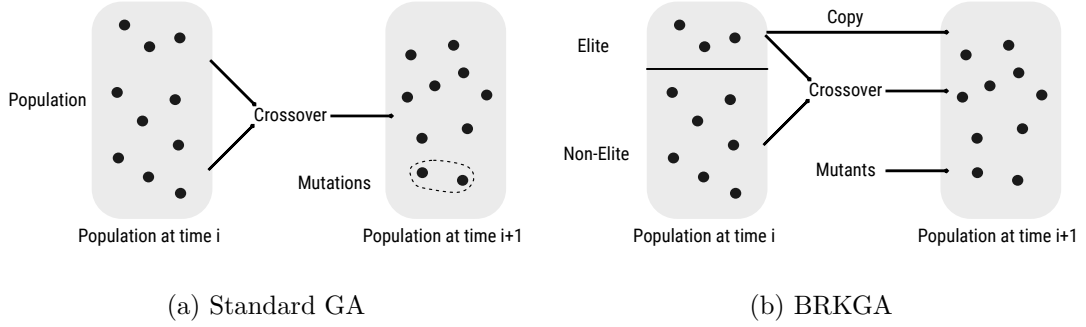 Population
Crossover
Mutations
Population at time i
Population at time i+1
(a) Standard GA
Elite
Non-Elite
Copy
Crossover
Mutants
Population at time i
Population at time i+1
(b) BRKGA